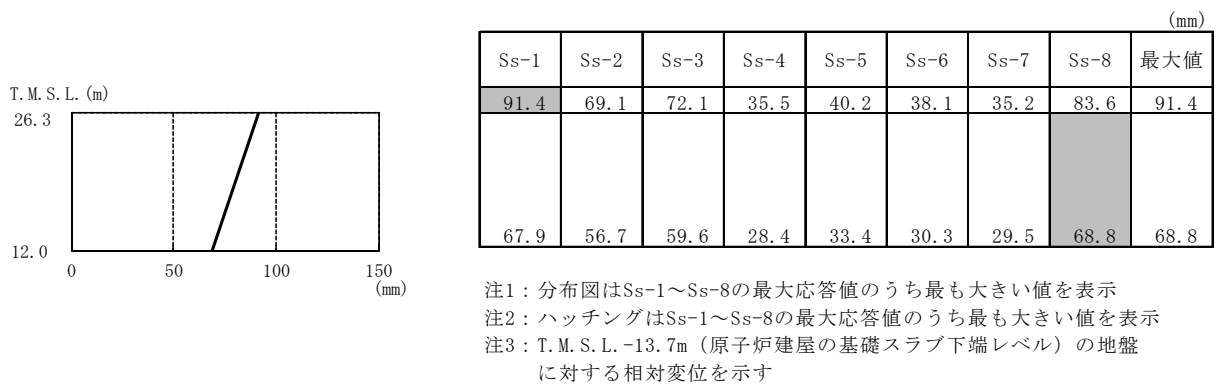 T.M.S.L.(m)
26.3
12.0
0 50 100 150
(mm)
(mm)
Ss-1 Ss-2 Ss-3 Ss-4 Ss-5 Ss-6 Ss-7 Ss-8 最大値
91.4 69.1 72.1 35.5 40.2 38.1 35.2 83.6 91.4
67.9 56.7 59.6 28.4 33.4 30.3 29.5 68.8 68.8
注1：分布図はSs-1～Ss-8の最大応答値のうち最も大きい値を表示
注2：ハッチングはSs-1～Ss-8の最大応答値のうち最も大きい値を表示
注3：T.M.S.L.-13.7m（原子炉建屋の基礎スラブ下端レベル）の地盤
に対する相対変位を示す